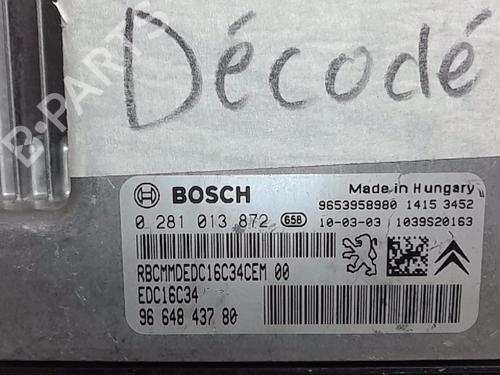 Décodé
B-PARTS
BOSCH
Made in Hungary
9653958980 1415 3452
0 281 013 872 658 10-03-03 1039S20163
RBCMMDEDC16C34CEM 00
EDC16C34
96 648 437 80